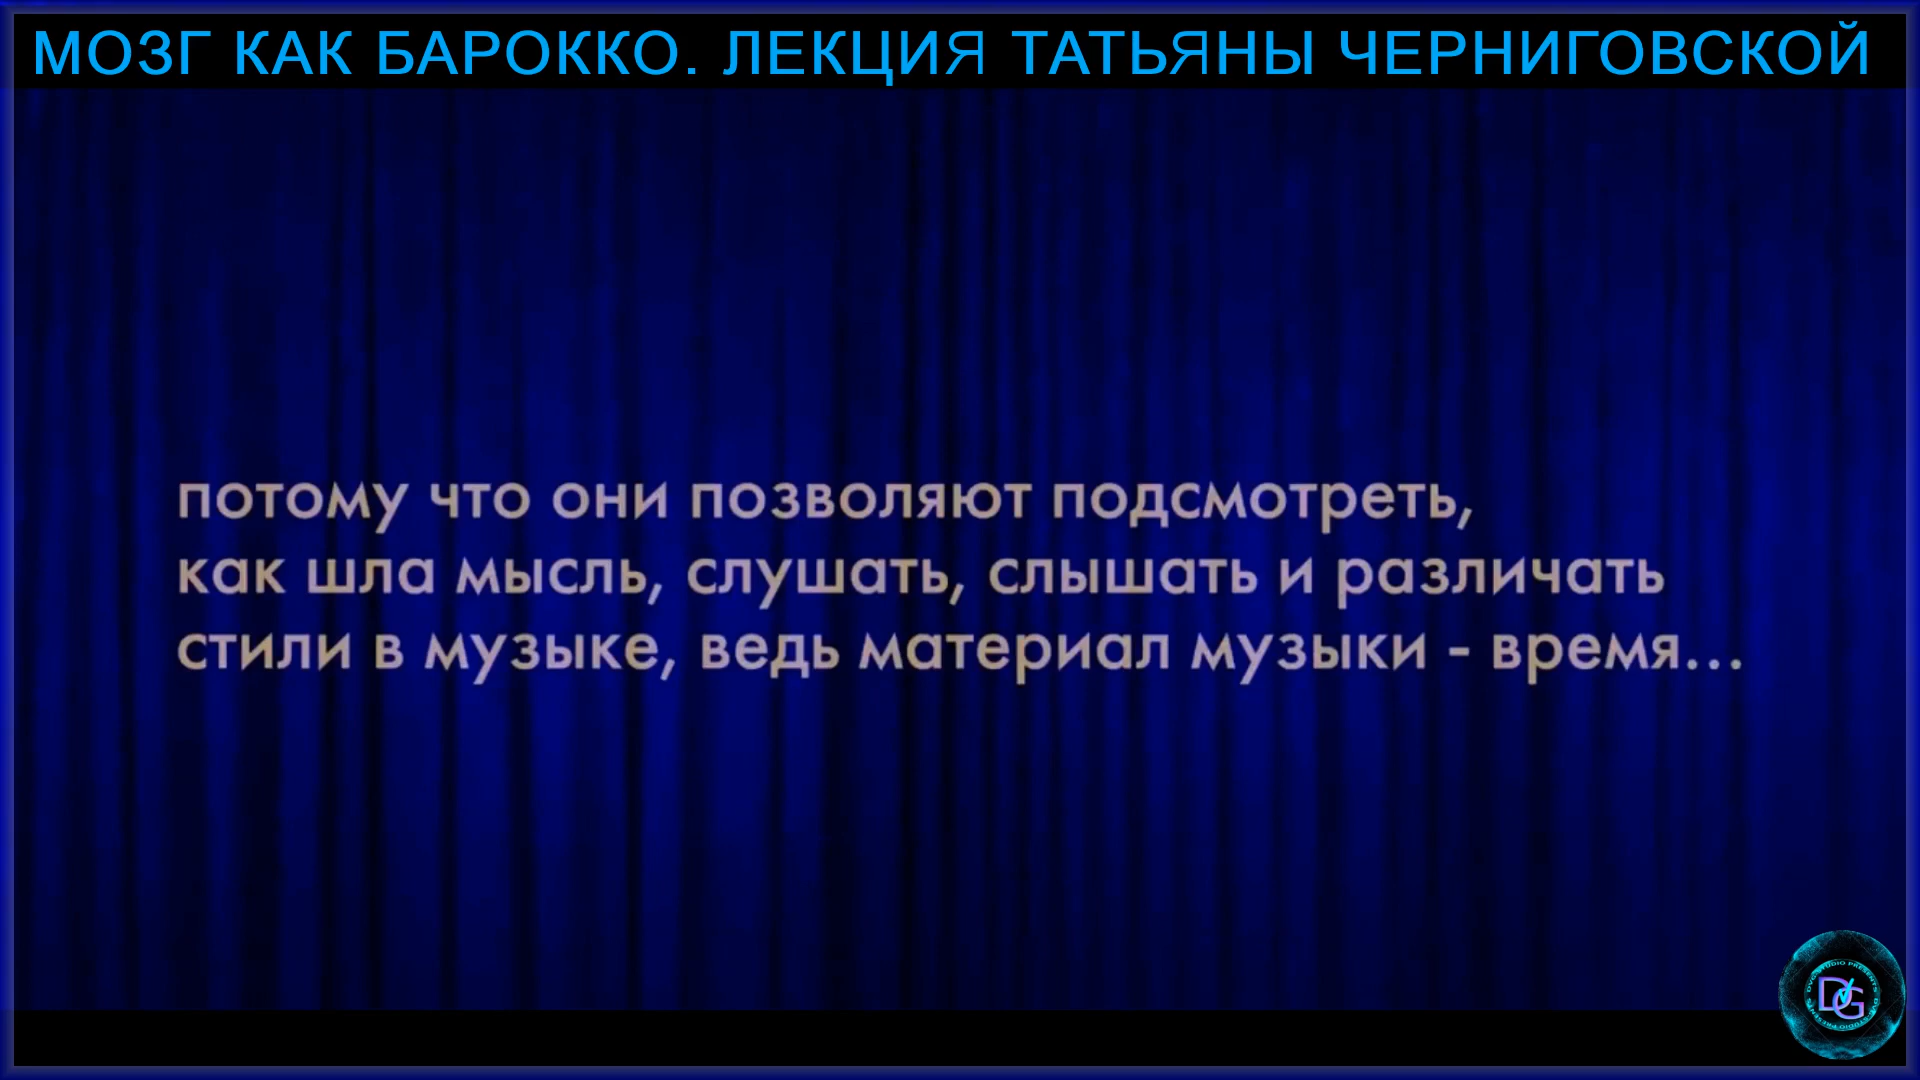 МОЗГ КАК БАРОККО. ЛЕКЦИЯ ТАТЬЯНЫ ЧЕРНИГОВСКОЙ
потому что они позволяют подсмотреть,
как шла мысль, слушать, слышать и различать
стили в музыке, ведь материал музыки - время...
DG